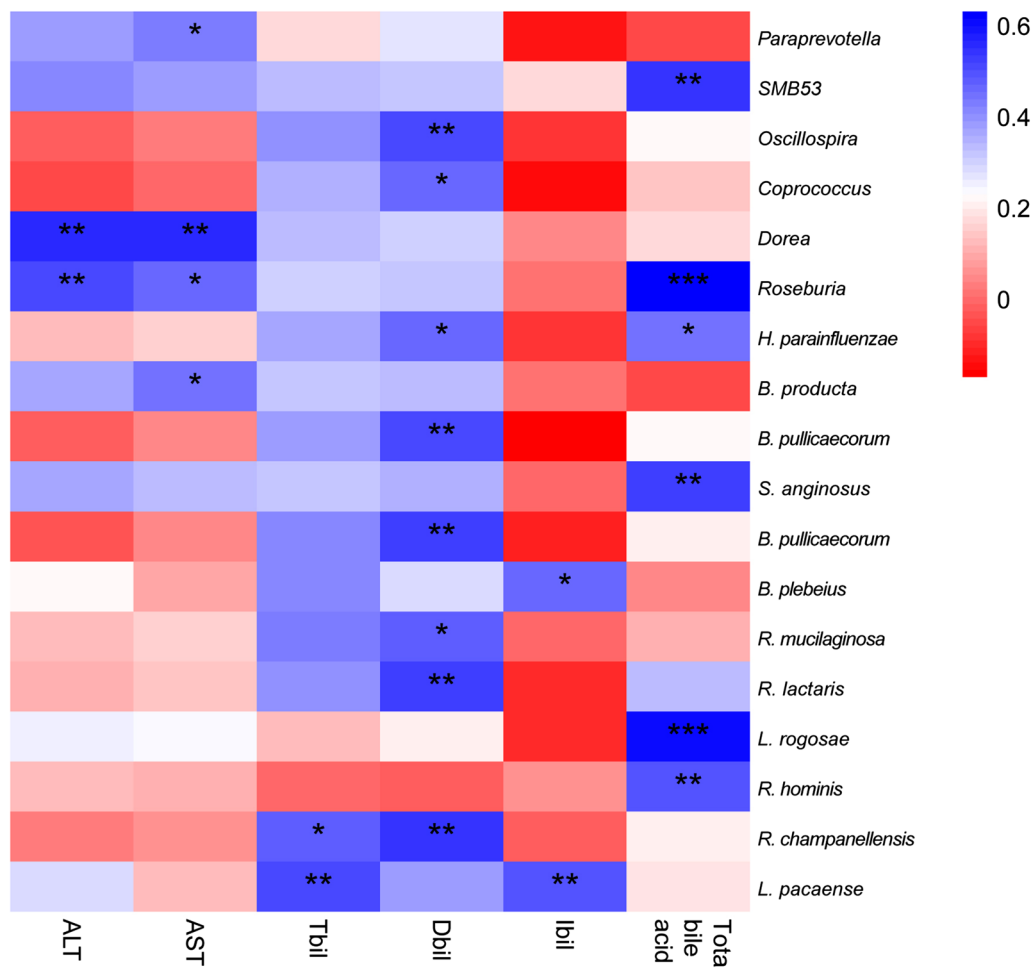 * Paraprevotella
** SMB53
** Oscillospira
* Coprococcus
** ** Dorea
** * *** Roseburia
* * H. parainfluenzae
* B. producta
** B. pullicaecorum
** S. anginosus
** B. pullicaecorum
* B. plebeius
* R. mucilaginosa
** R. lactaris
*** L. rogosae
** R. hominis
* ** R. champanellensis
** ** L. pacaense
ALT
AST
Tbil
Dbil
Ibil
Tota
bile
acid
0.6
0.4
0.2
0